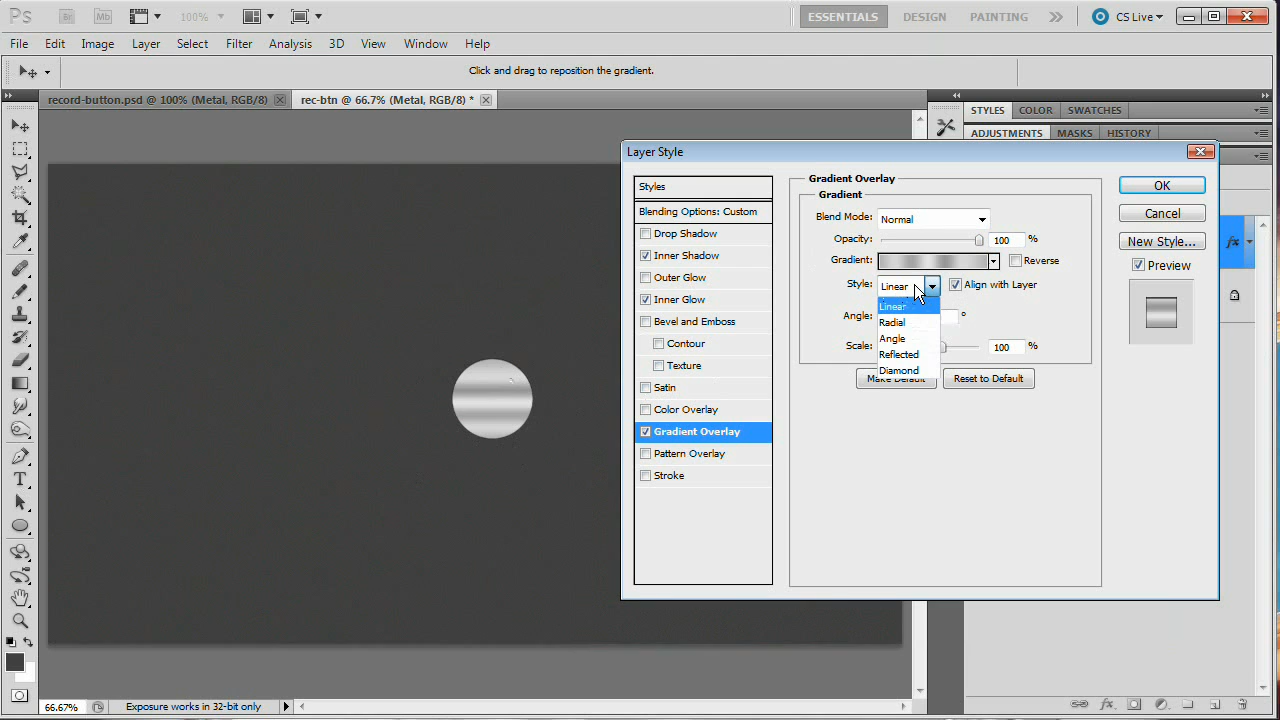 Ps Br Mb 100% ESSENTIALS DESIGN PAINTING CS Live
File Edit Image Layer Select Filter Analysis 3D View Window Help
Click and drag to reposition the gradient.
record-button.psd @ 100% (Metal, RGB/8) rec-btn @ 66.7% (Metal, RGB/8) *
STYLES COLOR SWATCHES
ADJUSTMENTS MASKS HISTORY
Layer Style
Styles
Blending Options: Custom
Drop Shadow
Inner Shadow
Outer Glow
Inner Glow
Bevel and Emboss
Contour
Texture
Satin
Color Overlay
Gradient Overlay
Pattern Overlay
Stroke
Gradient Overlay
Gradient
Blend Mode: Normal
Opacity: 100 %
Gradient: Reverse
Style: Linear Align with Layer
Linear
Radial
Angle
Reflected
Diamond
Angle: °
Scale: 100 %
Make Default Reset to Default
OK
Cancel
New Style...
Preview
fx
T
66.67% Exposure works in 32-bit only
fx